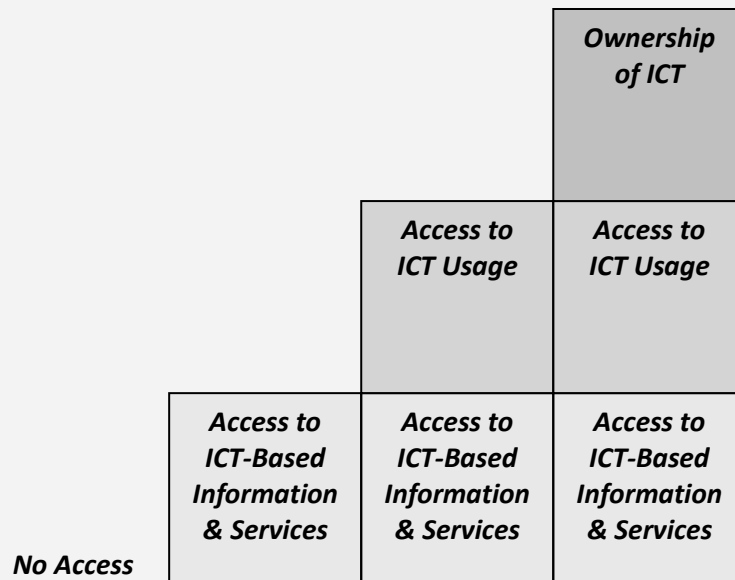 Ownership
of ICT
Access to
ICT Usage
Access to
ICT Usage
Access to
ICT-Based
Information
& Services
Access to
ICT-Based
Information
& Services
Access to
ICT-Based
Information
& Services
No Access